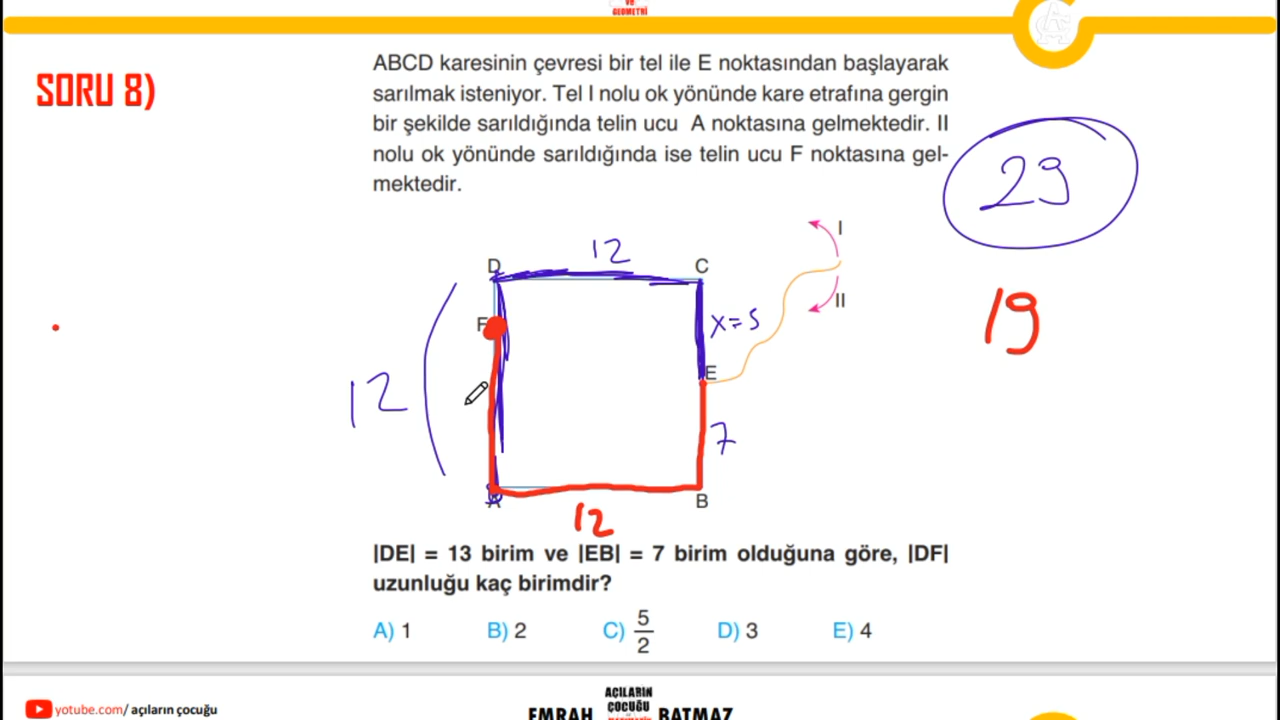 VE
GEOMETRİ
SORU 8)
ABCD karesinin çevresi bir tel ile E noktasından başlayarak
sarılmak isteniyor. Tel I nolu ok yönünde kare etrafına gergin
bir şekilde sarıldığında telin ucu A noktasına gelmektedir. II
nolu ok yönünde sarıldığında ise telin ucu F noktasına gel-
mektedir.
29
I
12
D
C
II
F
x=5
19
E
12
7
A
B
12
|DE| = 13 birim ve |EB| = 7 birim olduğuna göre, |DF|
uzunluğu kaç birimdir?
A) 1 B) 2 C) 5/2 D) 3 E) 4
yotube.com/ açıların çocuğu
EMRAH
AÇILARIN
ÇOCUĞU
BATMAZ